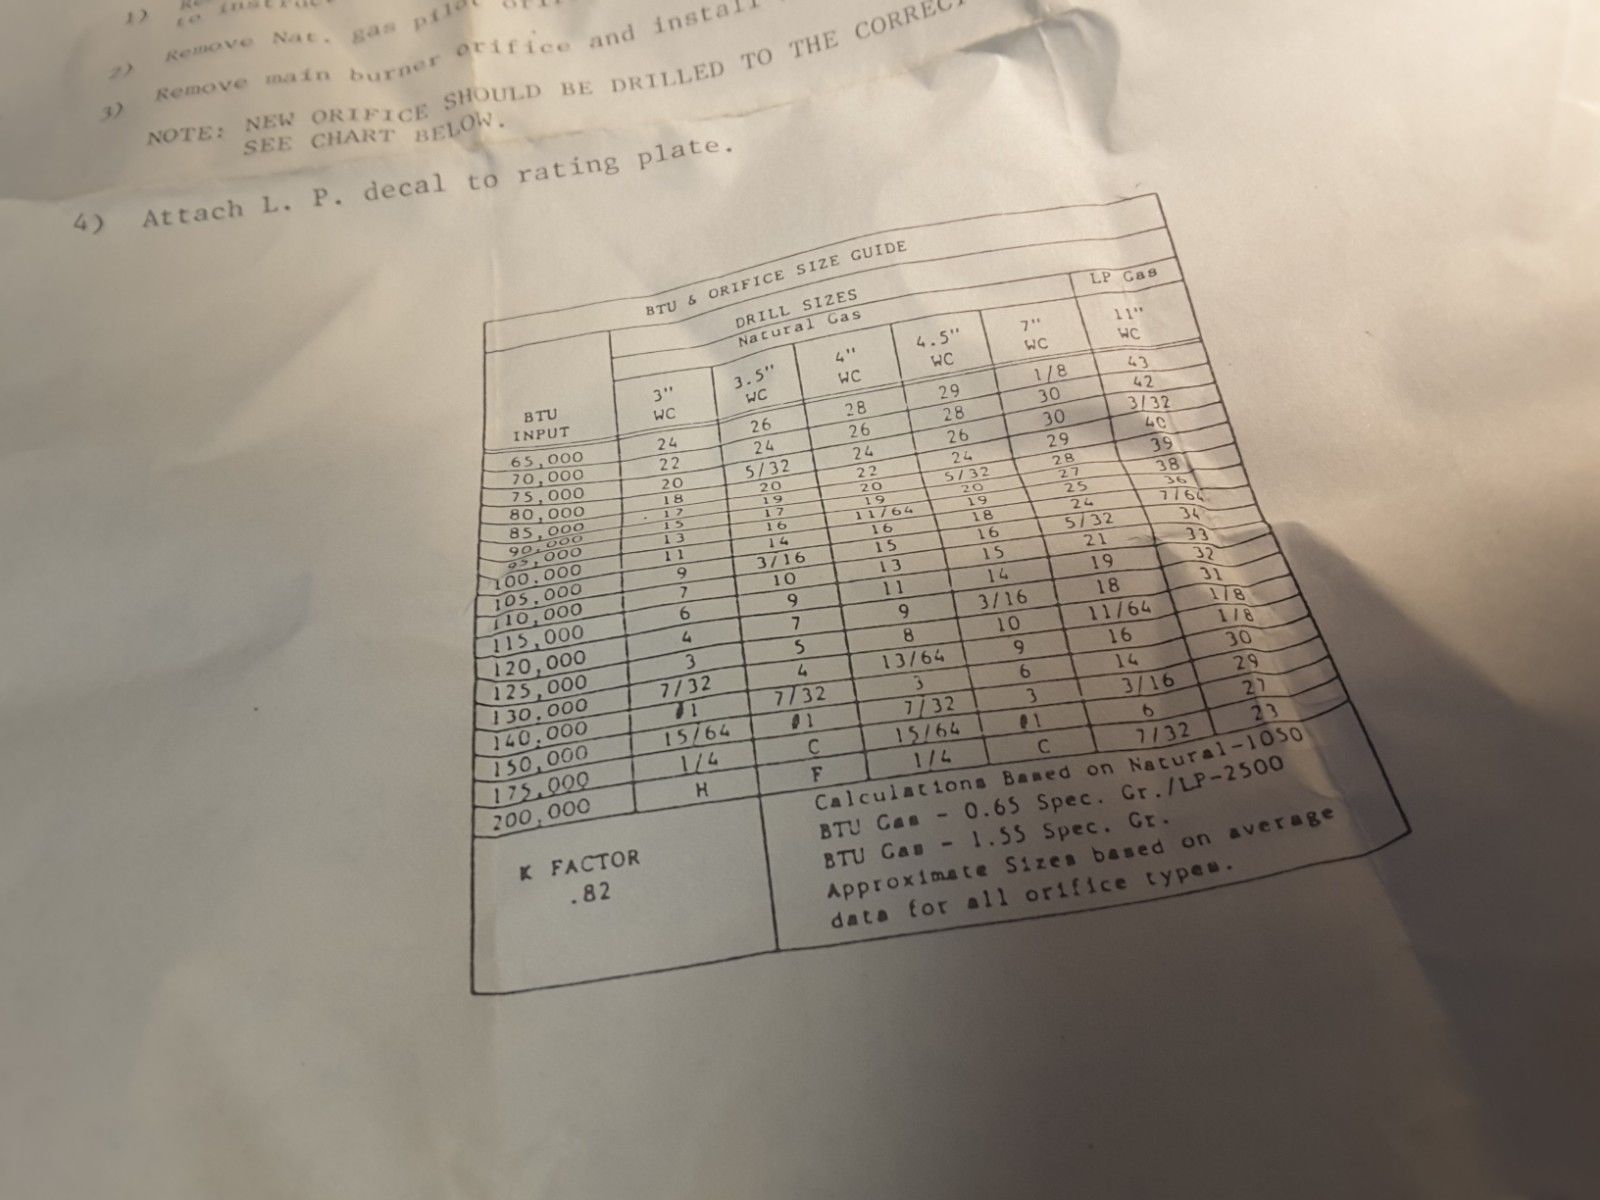 1)
to
2) Remove Nat. gas pilot
3) Remove main burner orifice and install
NOTE: NEW ORIFICE SHOULD BE DRILLED TO THE CORRECT
SEE CHART BELOW.
4) Attach L. P. decal to rating plate.
BTU & ORIFICE SIZE GUIDE
DRILL SIZES
Natural Gas LP Gas
BTU INPUT 3" WC 3.5" WC 4" WC 4.5" WC 7" WC 11" WC
65,000 24 26 28 29 1/8 43
70,000 22 24 26 28 30 42
75,000 20 5/32 24 26 30 3/32
80,000 18 20 22 24 29 40
85,000 17 19 20 5/32 28 39
90,000 15 17 19 20 27 38
95,000 13 16 11/64 19 25 36
100,000 11 14 16 18 24 7/64
105,000 9 3/16 15 16 5/32 34
110,000 7 10 13 15 21 33
115,000 6 9 11 14 19 32
120,000 4 7 9 3/16 18 31
125,000 3 5 8 10 11/64 1/8
130,000 7/32 4 13/64 9 16 1/8
140,000 1 7/32 3 6 14 30
150,000 15/64 1 7/32 3 3/16 29
175,000 1/4 C 15/64 1 6 27
200,000 H F 1/4 C 7/32 23
K FACTOR
.82
Calculations Based on Natural-1050
BTU Gas - 0.65 Spec. Gr./LP-2500
BTU Gas - 1.55 Spec. Gr.
Approximate Sizes based on average
data for all orifice types.